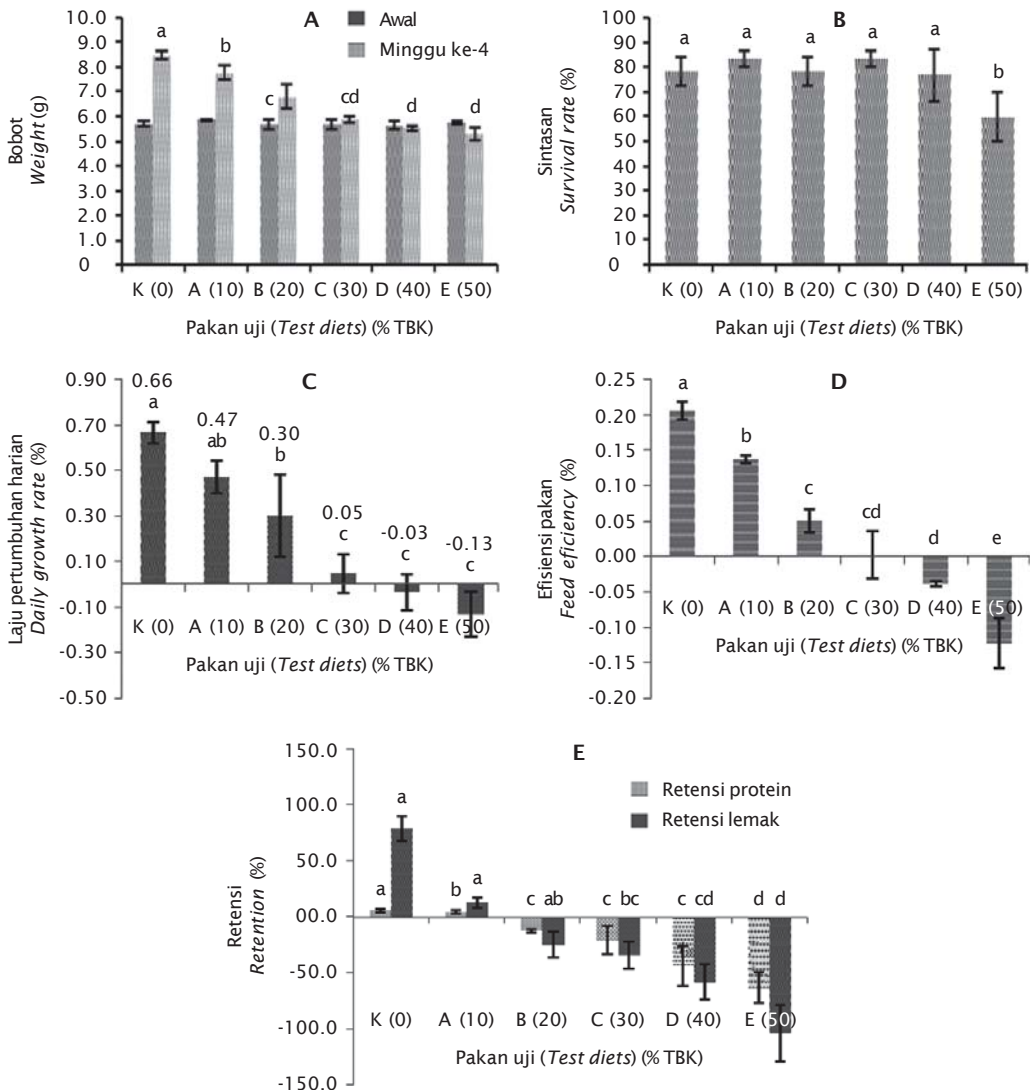 A
Awal
Minggu ke-4
Bobot
Weight (g)
10.0
9.0
8.0
7.0
6.0
5.0
4.0
3.0
2.0
1.0
0
a
b
c
cd
d
d
K (0) A (10) B (20) C (30) D (40) E (50)
Pakan uji (Test diets) (% TBK)
B
Sintasan
Survival rate (%)
100
90
80
70
60
50
40
30
20
10
0
a a a a a b
K (0) A (10) B (20) C (30) D (40) E (50)
Pakan uji (Test diets) (% TBK)
C
Laju pertumbuhan harian
Daily growth rate (%)
0.90
0.70
0.50
0.30
0.10
-0.10
-0.30
-0.50
0.66
a
0.47
ab
0.30
b
0.05
c
-0.03
c
-0.13
c
K (0) A (10) B (20) C (30) D (40) E (50)
Pakan uji (Test diets) (% TBK)
D
Efisiensi pakan
Feed eficiency (%)
0.25
0.20
0.15
0.10
0.05
0.00
-0.05
-0.10
-0.15
-0.20
a
b
c
cd
d
e
K (0) A (10) B (20) C (30) D (40) E (50)
Pakan uji (Test diets) (% TBK)
E
Retensi protein
Retensi lemak
Retensi
Retention (%)
150.0
100.0
50.0
00.0
-50.0
-100.0
-150.0
a a
b a
c ab
c bc
c cd
d d
K (0) A (10) B (20) C (30) D (40) E (50)
Pakan uji (Test diets) (% TBK)